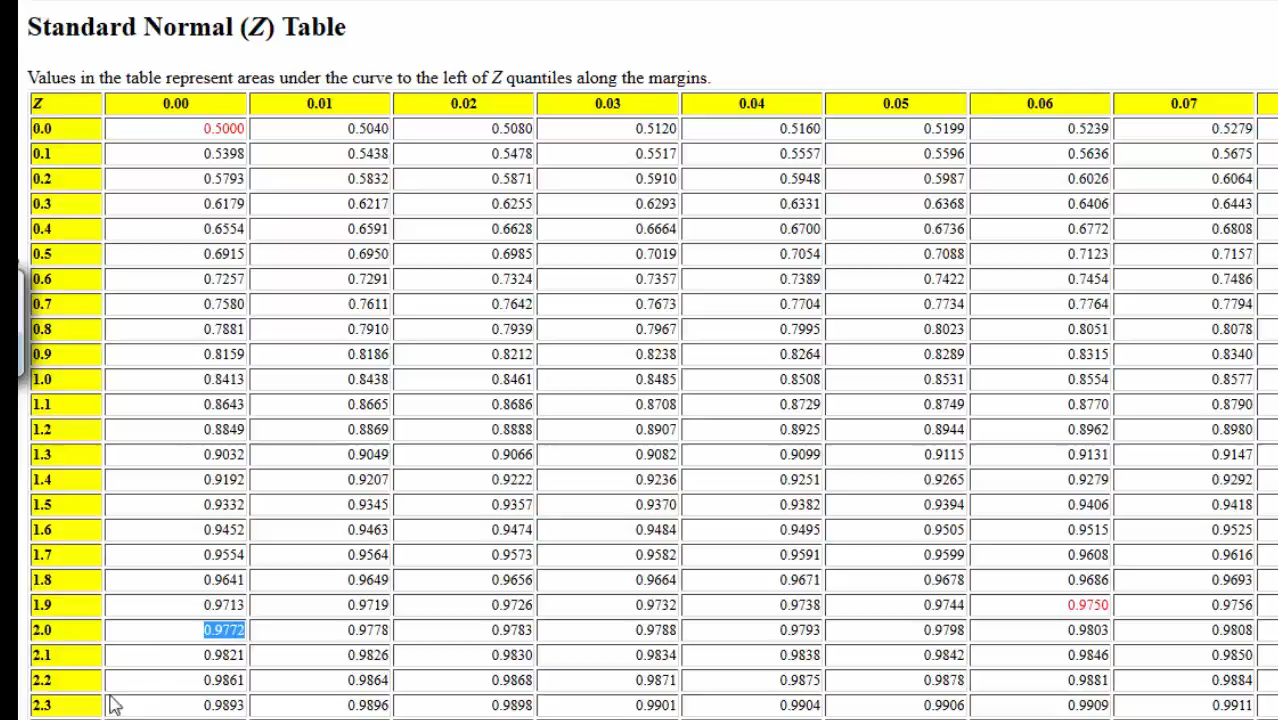 Standard Normal (Z) Table
Values in the table represent areas under the curve to the left of Z quantiles along the margins.
Z 0.00 0.01 0.02 0.03 0.04 0.05 0.06 0.07
0.0 0.5000 0.5040 0.5080 0.5120 0.5160 0.5199 0.5239 0.5279
0.1 0.5398 0.5438 0.5478 0.5517 0.5557 0.5596 0.5636 0.5675
0.2 0.5793 0.5832 0.5871 0.5910 0.5948 0.5987 0.6026 0.6064
0.3 0.6179 0.6217 0.6255 0.6293 0.6331 0.6368 0.6406 0.6443
0.4 0.6554 0.6591 0.6628 0.6664 0.6700 0.6736 0.6772 0.6808
0.5 0.6915 0.6950 0.6985 0.7019 0.7054 0.7088 0.7123 0.7157
0.6 0.7257 0.7291 0.7324 0.7357 0.7389 0.7422 0.7454 0.7486
0.7 0.7580 0.7611 0.7642 0.7673 0.7704 0.7734 0.7764 0.7794
0.8 0.7881 0.7910 0.7939 0.7967 0.7995 0.8023 0.8051 0.8078
0.9 0.8159 0.8186 0.8212 0.8238 0.8264 0.8289 0.8315 0.8340
1.0 0.8413 0.8438 0.8461 0.8485 0.8508 0.8531 0.8554 0.8577
1.1 0.8643 0.8665 0.8686 0.8708 0.8729 0.8749 0.8770 0.8790
1.2 0.8849 0.8869 0.8888 0.8907 0.8925 0.8944 0.8962 0.8980
1.3 0.9032 0.9049 0.9066 0.9082 0.9099 0.9115 0.9131 0.9147
1.4 0.9192 0.9207 0.9222 0.9236 0.9251 0.9265 0.9279 0.9292
1.5 0.9332 0.9345 0.9357 0.9370 0.9382 0.9394 0.9406 0.9418
1.6 0.9452 0.9463 0.9474 0.9484 0.9495 0.9505 0.9515 0.9525
1.7 0.9554 0.9564 0.9573 0.9582 0.9591 0.9599 0.9608 0.9616
1.8 0.9641 0.9649 0.9656 0.9664 0.9671 0.9678 0.9686 0.9693
1.9 0.9713 0.9719 0.9726 0.9732 0.9738 0.9744 0.9750 0.9756
2.0 0.9772 0.9778 0.9783 0.9788 0.9793 0.9798 0.9803 0.9808
2.1 0.9821 0.9826 0.9830 0.9834 0.9838 0.9842 0.9846 0.9850
2.2 0.9861 0.9864 0.9868 0.9871 0.9875 0.9878 0.9881 0.9884
2.3 0.9893 0.9896 0.9898 0.9901 0.9904 0.9906 0.9909 0.9911